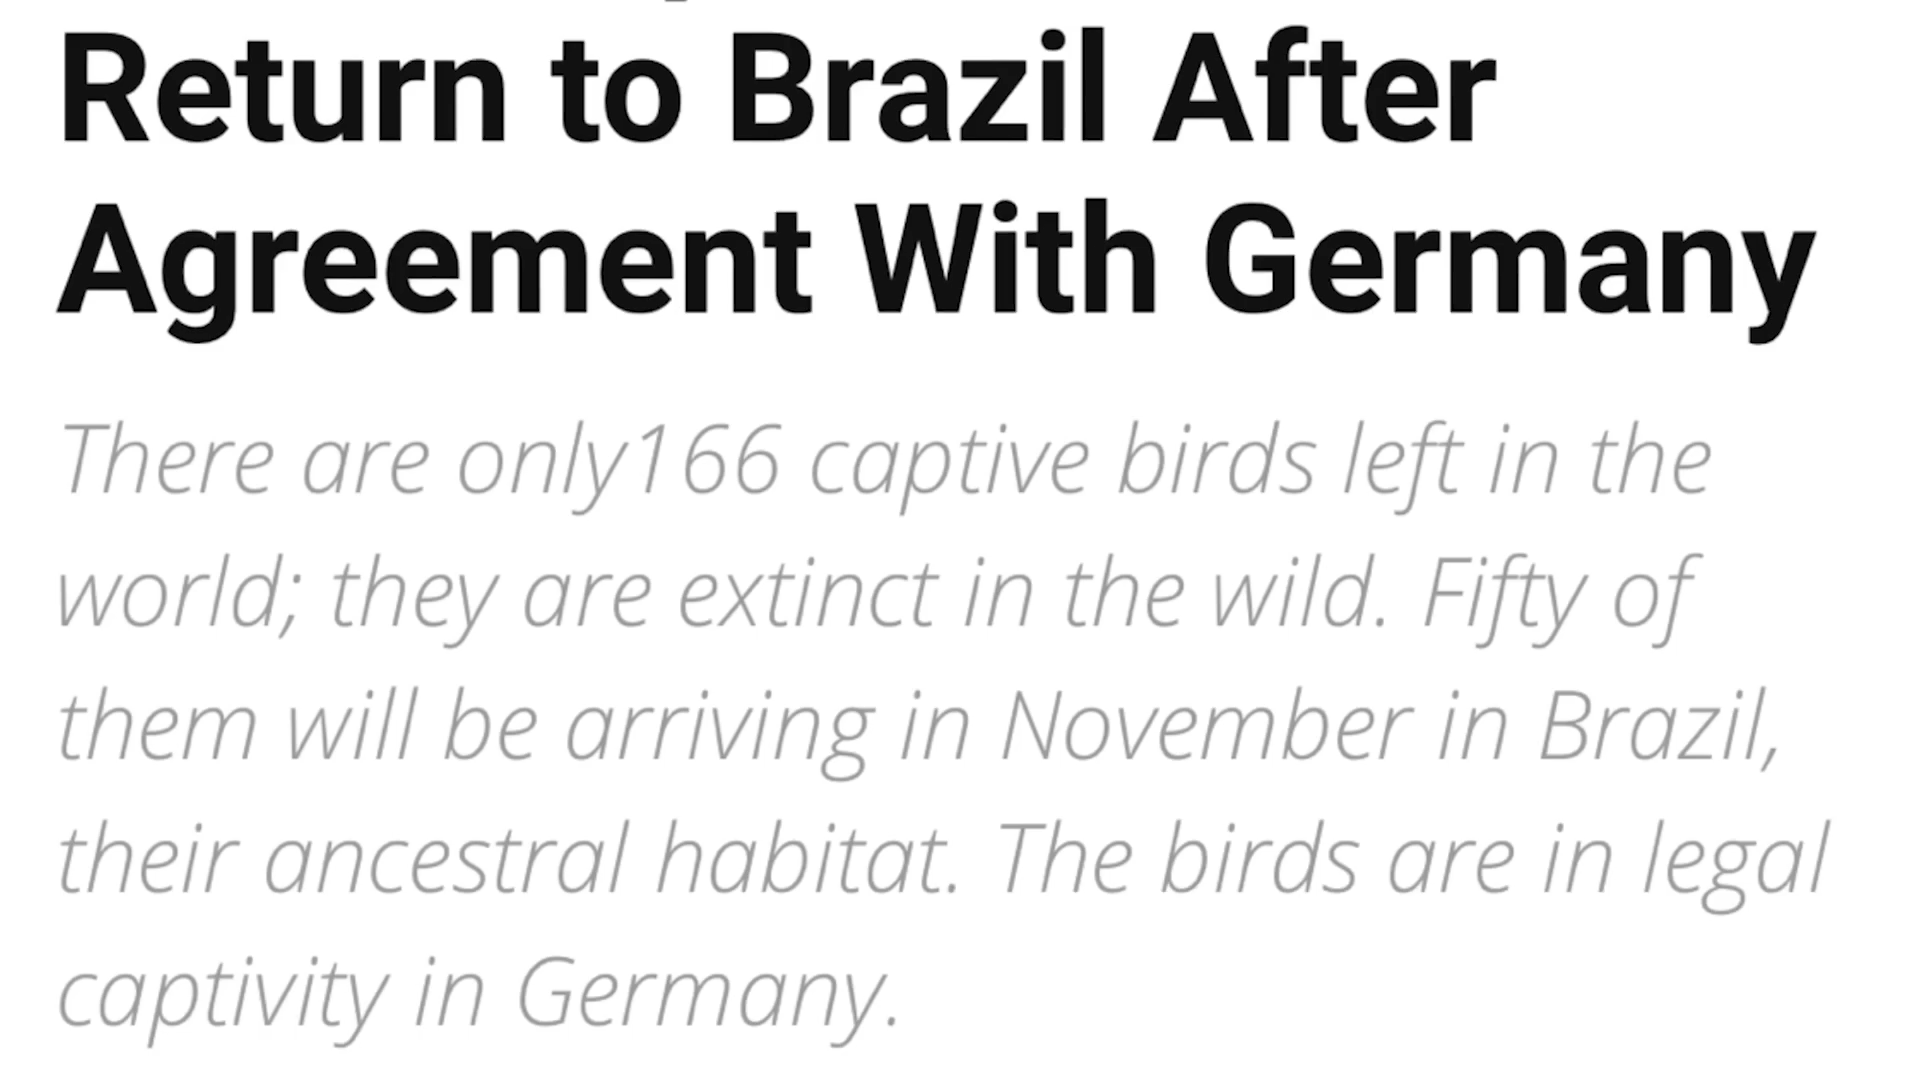 Return to Brazil After
Agreement With Germany
There are only166 captive birds left in the
world; they are extinct in the wild. Fifty of
them will be arriving in November in Brazil,
their ancestral habitat. The birds are in legal
captivity in Germany.